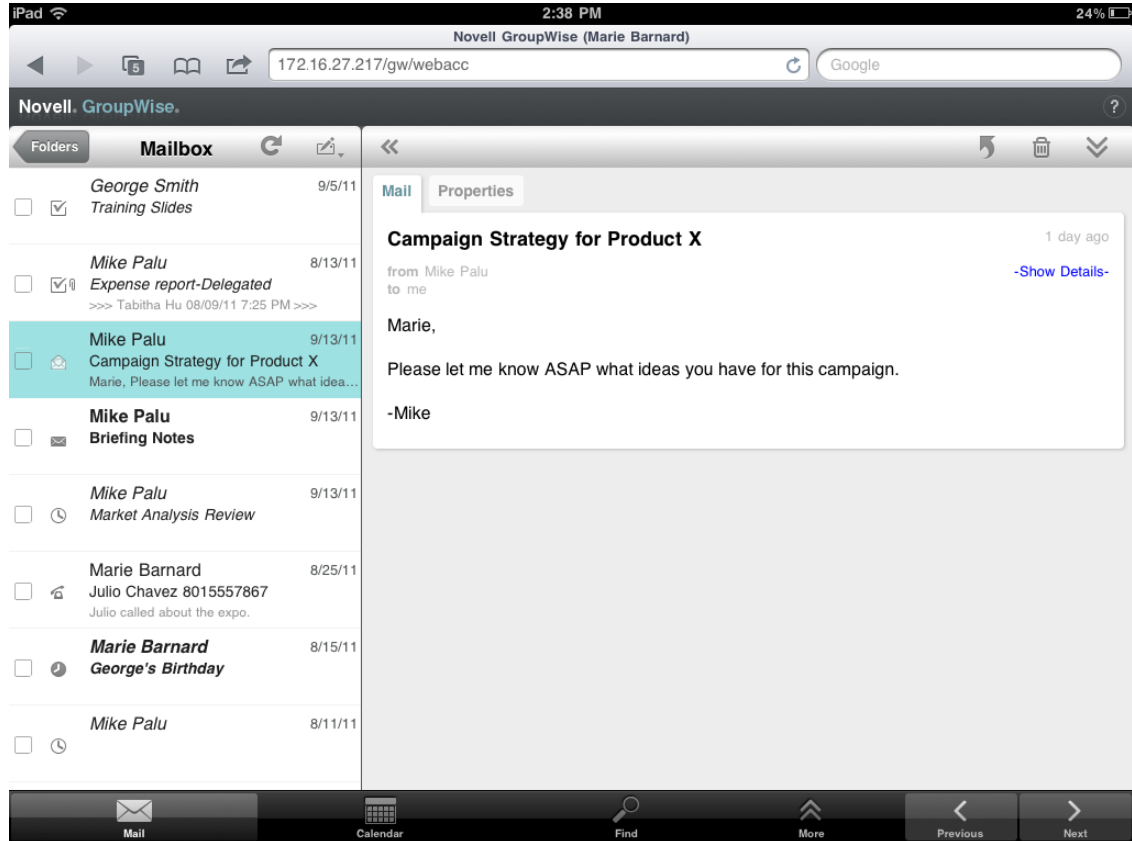 iPad 2:38 PM 24%
Novell GroupWise (Marie Barnard)
5 172.16.27.217/gw/webacc Google
Novell. GroupWise. ?
Folders Mailbox
George Smith 9/5/11
Training Slides
Mike Palu 8/13/11
Expense report-Delegated
>>> Tabitha Hu 08/09/11 7:25 PM >>>
Mike Palu 9/13/11
Campaign Strategy for Product X
Marie, Please let me know ASAP what idea...
Mike Palu 9/13/11
Briefing Notes
Mike Palu 9/13/11
Market Analysis Review
Marie Barnard 8/25/11
Julio Chavez 8015557867
Julio called about the expo.
Marie Barnard 8/15/11
George's Birthday
Mike Palu 8/11/11
Mail Properties
Campaign Strategy for Product X 1 day ago
from Mike Palu -Show Details-
to me
Marie,
Please let me know ASAP what ideas you have for this campaign.
-Mike
Mail Calendar Find More Previous Next